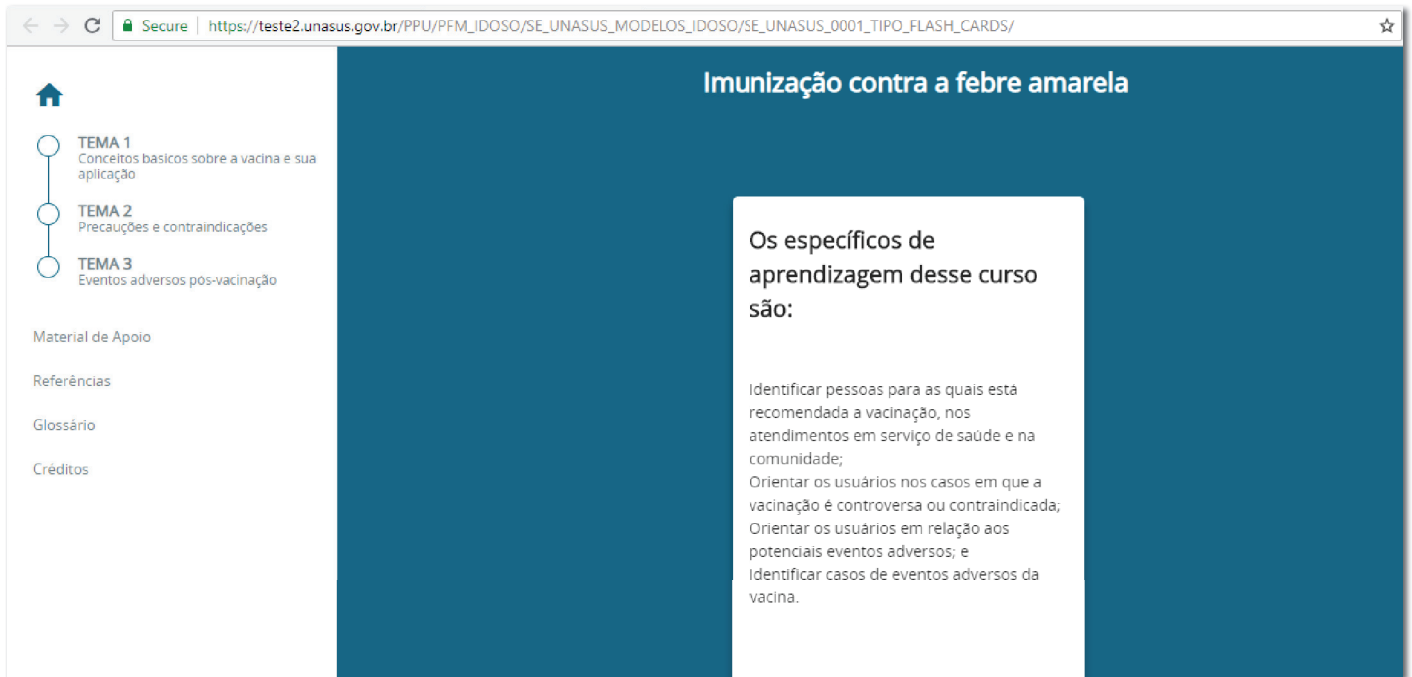 Secure https://teste2.unasus.gov.br/PPU/PFM_IDOSO/SE_UNASUS_MODELOS_IDOSO/SE_UNASUS_0001_TIPO_FLASH_CARDS/
TEMA 1
Conceitos basicos sobre a vacina e sua
aplicação
TEMA 2
Precauções e contraindicações
TEMA 3
Eventos adversos pós-vacinação
Material de Apoio
Referências
Glossário
Créditos
Imunização contra a febre amarela
Os específicos de
aprendizagem desse curso
são:
Identificar pessoas para as quais está
recomendada a vacinação, nos
atendimentos em serviço de saúde e na
comunidade;
Orientar os usuários nos casos em que a
vacinação é controversa ou contraindicada;
Orientar os usuários em relação aos
potenciais eventos adversos; e
Identificar casos de eventos adversos da
vacina.